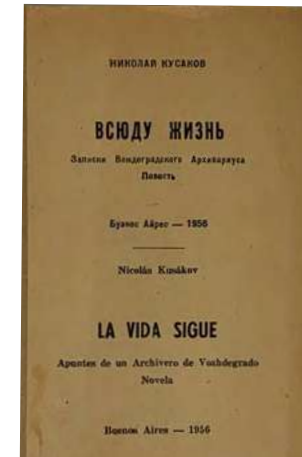 НИКОЛАЙ КУСАКОВ
ВСЮДУ ЖИЗНЬ
Записки Вождеградского Архивариуса
Повесть
Буэнос Айрес — 1956
Nicolás Kusákov
LA VIDA SIGUE
Apuntes de un Archivero de Voahdegrado
Novela
Buenos Aires — 1956